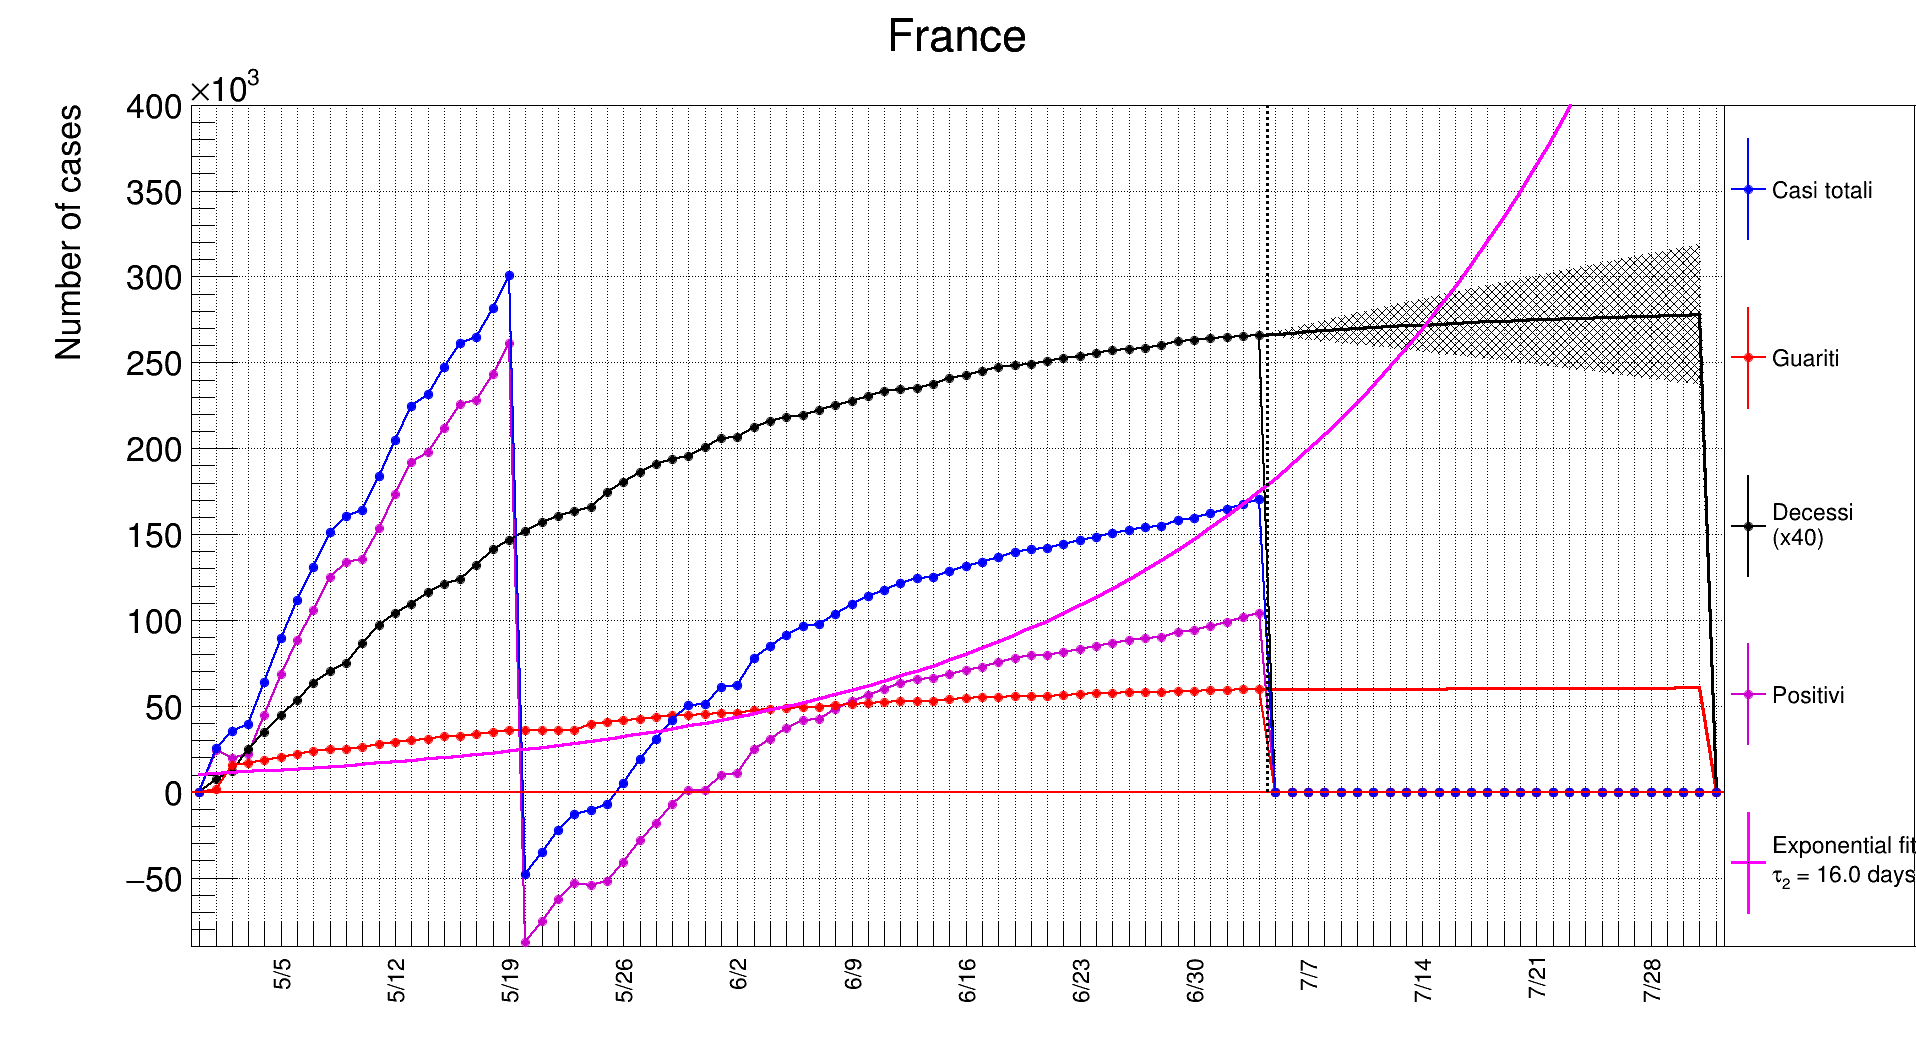 France
×10³
Number of cases
400
350
300
250
200
150
100
50
0
−50
5/5
5/12
5/19
5/26
6/2
6/9
6/16
6/23
6/30
7/7
7/14
7/21
7/28
Casi totali
Guariti
Decessi
(x40)
Positivi
Exponential fit
τ₂ = 16.0 days